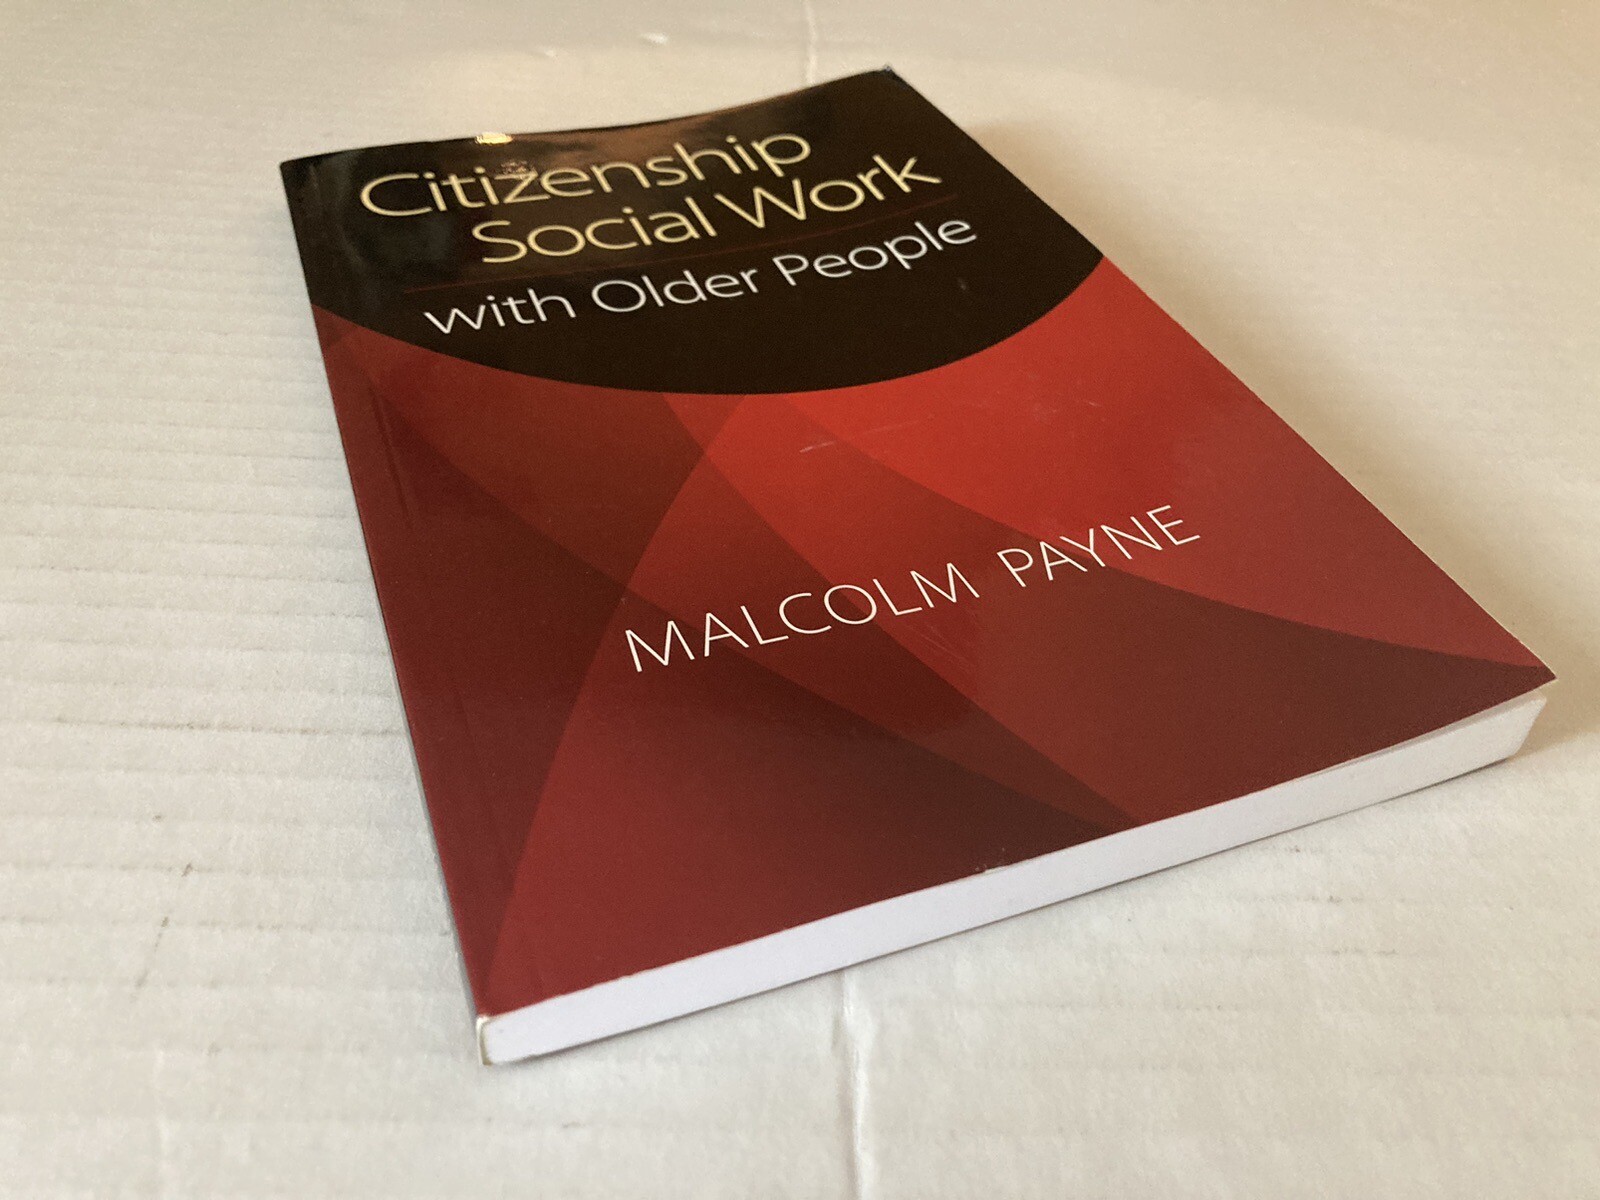 Citizenship
Social Work
with Older People
MALCOLM PAYNE